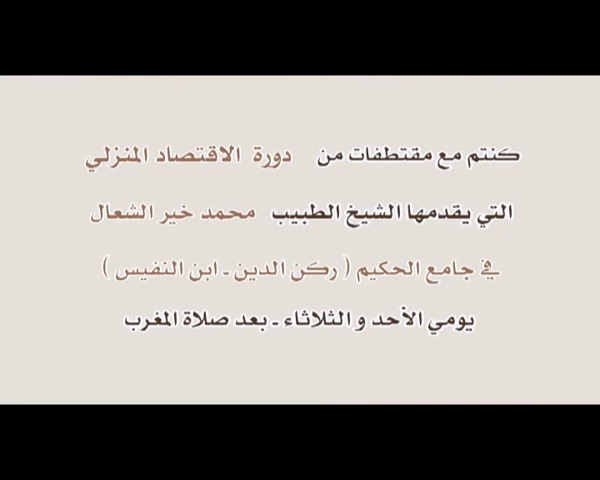 كنتم مع مقتطفات من دورة الاقتصاد المنزلي
التي يقدمها الشيخ الطبيب محمد خير الشعال
في جامع الحكيم ( ركن الدين ـ ابن النفيس )
يومي الأحد و الثلاثاء ـ بعد صلاة المغرب